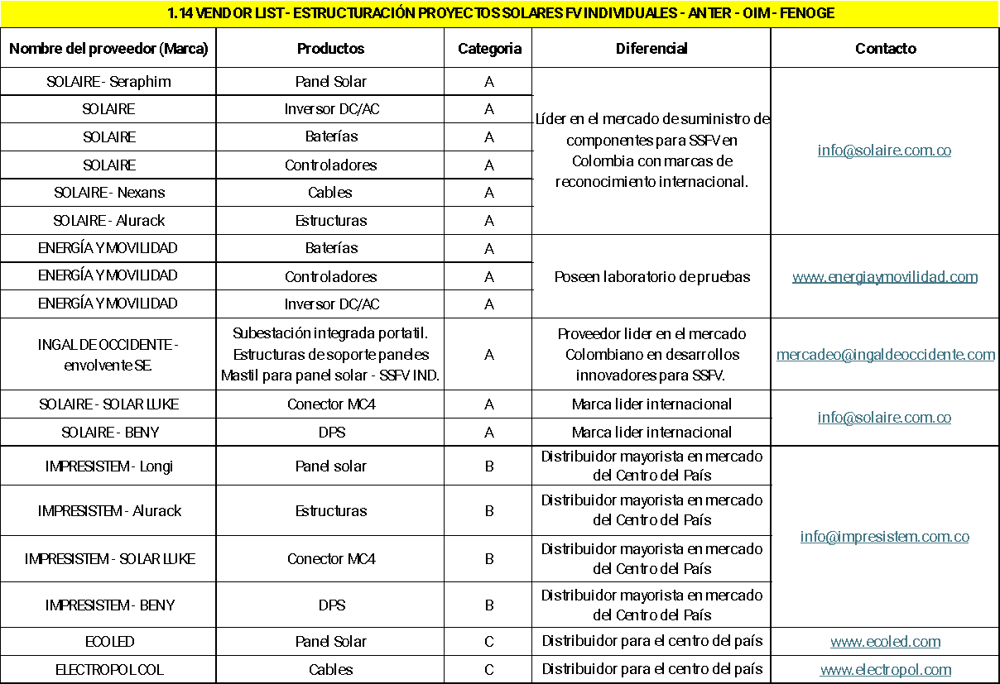 1.14 VENDOR LIST - ESTRUCTURACIÓN PROYECTOS SOLARES FV INDIVIDUALES - ANTER - OIM - FENOGE
Nombre del proveedor (Marca) Productos Categoria Diferencial Contacto
SOLAIRE - Seraphim Panel Solar A
SOLAIRE Inversor DC/AC A
SOLAIRE Baterías A
SOLAIRE Controladores A
SOLAIRE - Nexans Cables A
SOLAIRE - Alurack Estructuras A
Líder en el mercado de suministro de
componentes para SSFV en
Colombia con marcas de
reconocimiento internacional.
info@solaire.com.co
ENERGÍA Y MOVILIDAD Baterías A
ENERGÍA Y MOVILIDAD Controladores A
ENERGÍA Y MOVILIDAD Inversor DC/AC A
Poseen laboratorio de pruebas
www.energiaymovilidad.com
INGAL DE OCCIDENTE -
envolvente SE.
Subestación integrada portatil.
Estructuras de soporte paneles
Mastil para panel solar - SSFV IND.
A
Proveedor lider en el mercado
Colombiano en desarrollos
innovadores para SSFV.
mercadeo@ingaldeoccidente.com
SOLAIRE - SOLAR LUKE Conector MC4 A Marca lider internacional
SOLAIRE - BENY DPS A Marca lider internacional
info@solaire.com.co
IMPRESISTEM - Longi Panel solar B
Distribuidor mayorista en mercado
del Centro del País
IMPRESISTEM - Alurack Estructuras B
Distribuidor mayorista en mercado
del Centro del País
IMPRESISTEM - SOLAR LUKE Conector MC4 B
Distribuidor mayorista en mercado
del Centro del País
IMPRESISTEM - BENY DPS B
Distribuidor mayorista en mercado
del Centro del País
info@impresistem.com.co
ECOLED Panel Solar C Distribuidor para el centro del país www.ecoled.com
ELECTROPOL COL Cables C Distribuidor para el centro del país www.electropol.com